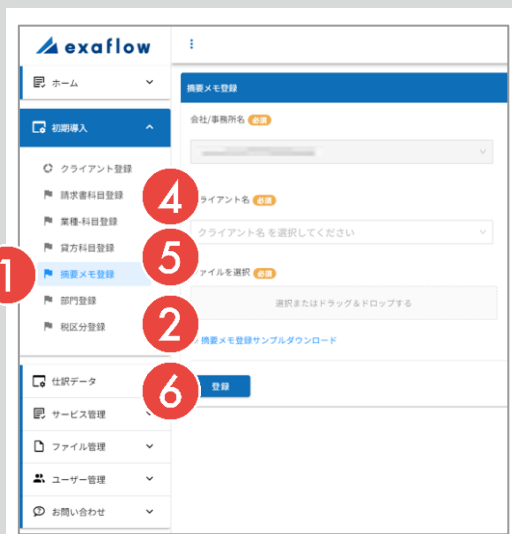 exaflow
ホーム
初期導入
クライアント登録
請求書科目登録
業種-科目登録
貸方科目登録
摘要メモ登録
部門登録
税区分登録
仕訳データ
サービス管理
ファイル管理
ユーザー管理
お問い合わせ
1
4
5
2
6
摘要メモ登録
会社/事務所名 必須
ライアント名 必須
クライアント名 を選択してください
ァイルを選択 必須
選択またはドラッグ&ドロップする
摘要メモ登録サンプルダウンロード
登録